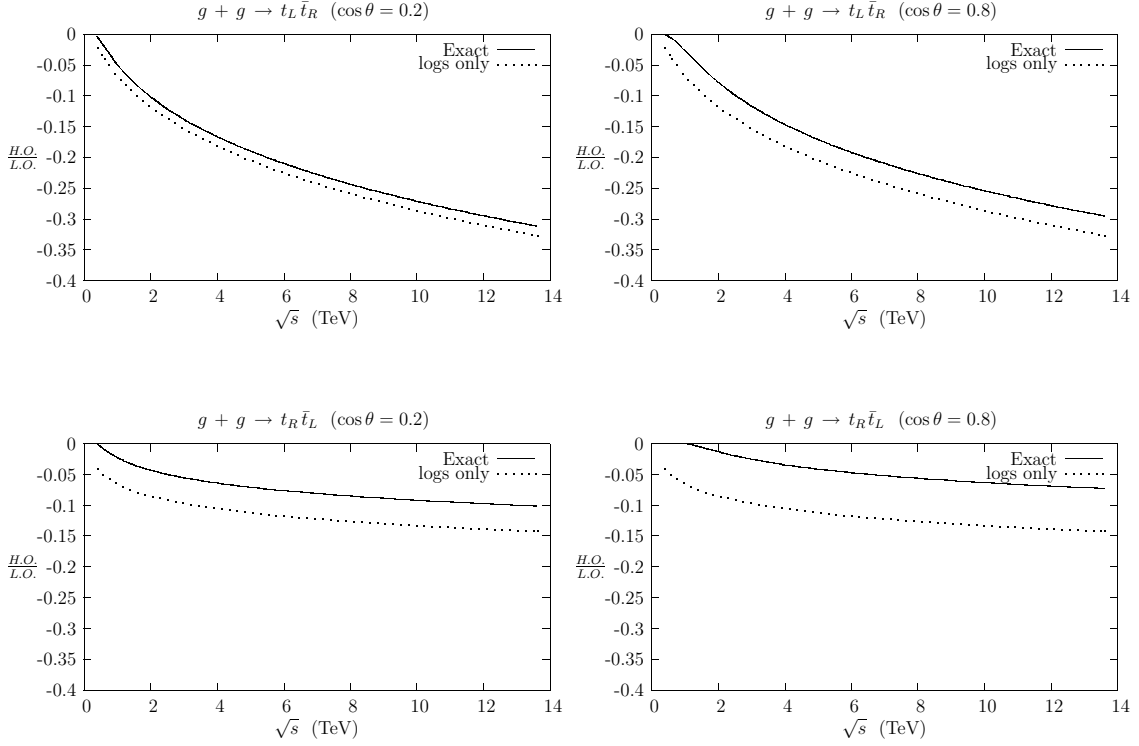 g + g → t_L t̄_R (cos θ = 0.2)
0
-0.05
-0.1
-0.15
-0.2
-0.25
-0.3
-0.35
-0.4
H.O./L.O.
Exact
logs only
0 2 4 6 8 10 12 14
√s (TeV)
g + g → t_L t̄_R (cos θ = 0.8)
0
-0.05
-0.1
-0.15
-0.2
-0.25
-0.3
-0.35
-0.4
H.O./L.O.
Exact
logs only
0 2 4 6 8 10 12 14
√s (TeV)
g + g → t_R t̄_L (cos θ = 0.2)
0
-0.05
-0.1
-0.15
-0.2
-0.25
-0.3
-0.35
-0.4
H.O./L.O.
Exact
logs only
0 2 4 6 8 10 12 14
√s (TeV)
g + g → t_R t̄_L (cos θ = 0.8)
0
-0.05
-0.1
-0.15
-0.2
-0.25
-0.3
-0.35
-0.4
H.O./L.O.
Exact
logs only
0 2 4 6 8 10 12 14
√s (TeV)